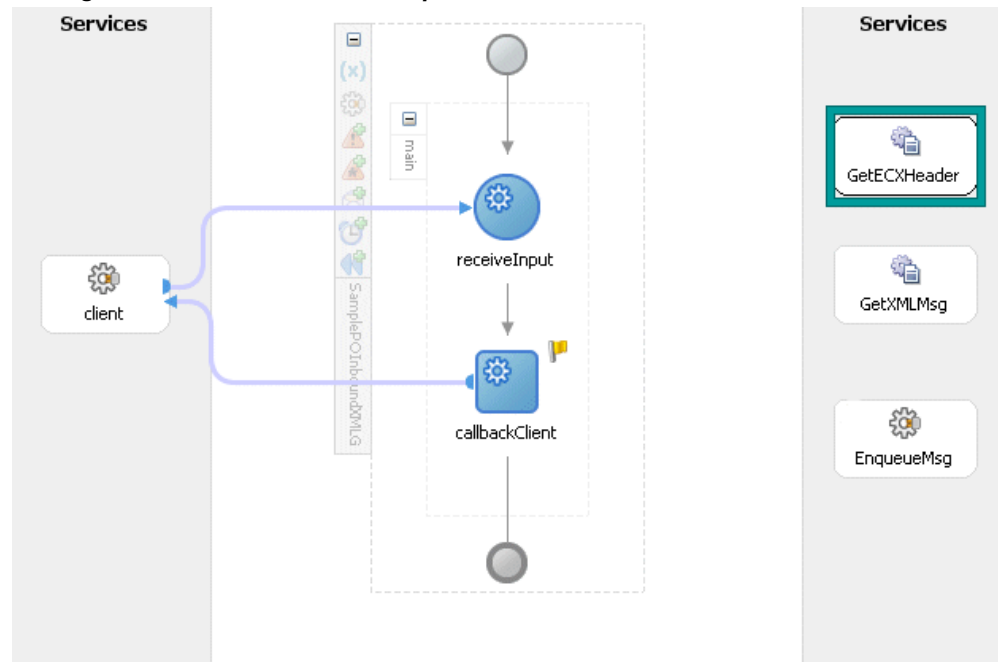 Services
Services
(x)
main
GetECXHeader
receiveInput
GetXMLMsg
client
SamplePOInboundXMLG
callbackClient
EnqueueMsg